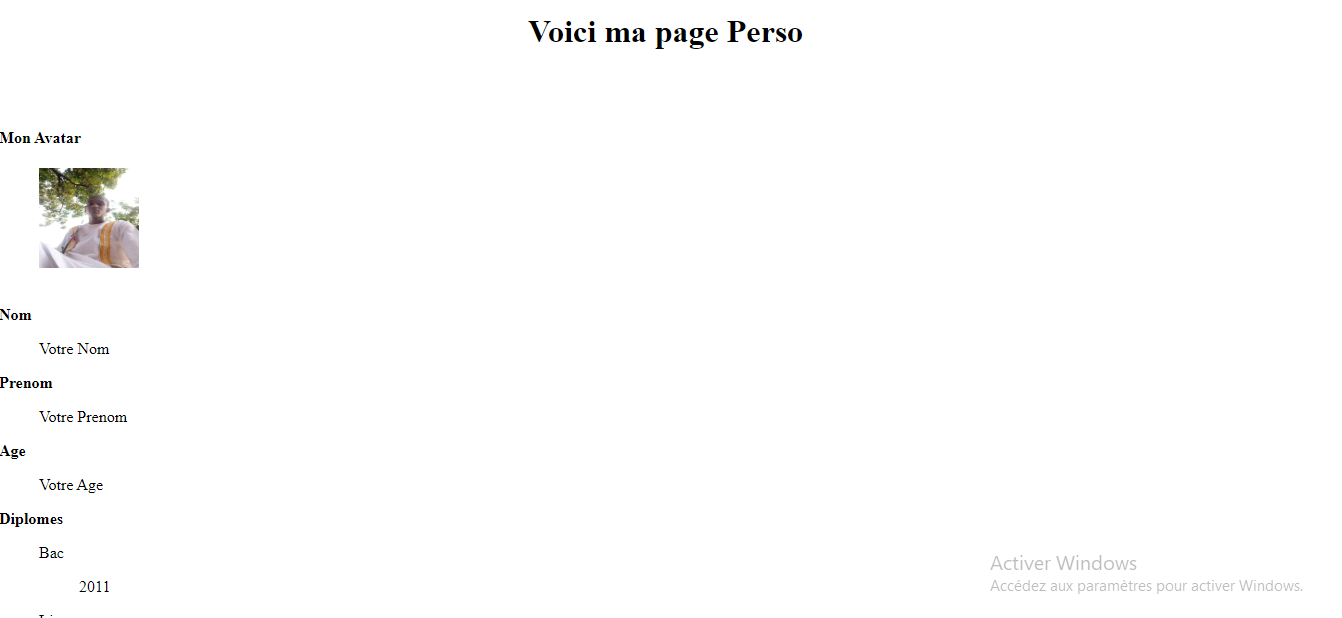 Voici ma page Perso
Mon Avatar
Nom
Votre Nom
Prenom
Votre Prenom
Age
Votre Age
Diplomes
Bac
2011
Activer Windows
Accédez aux paramètres pour activer Windows.